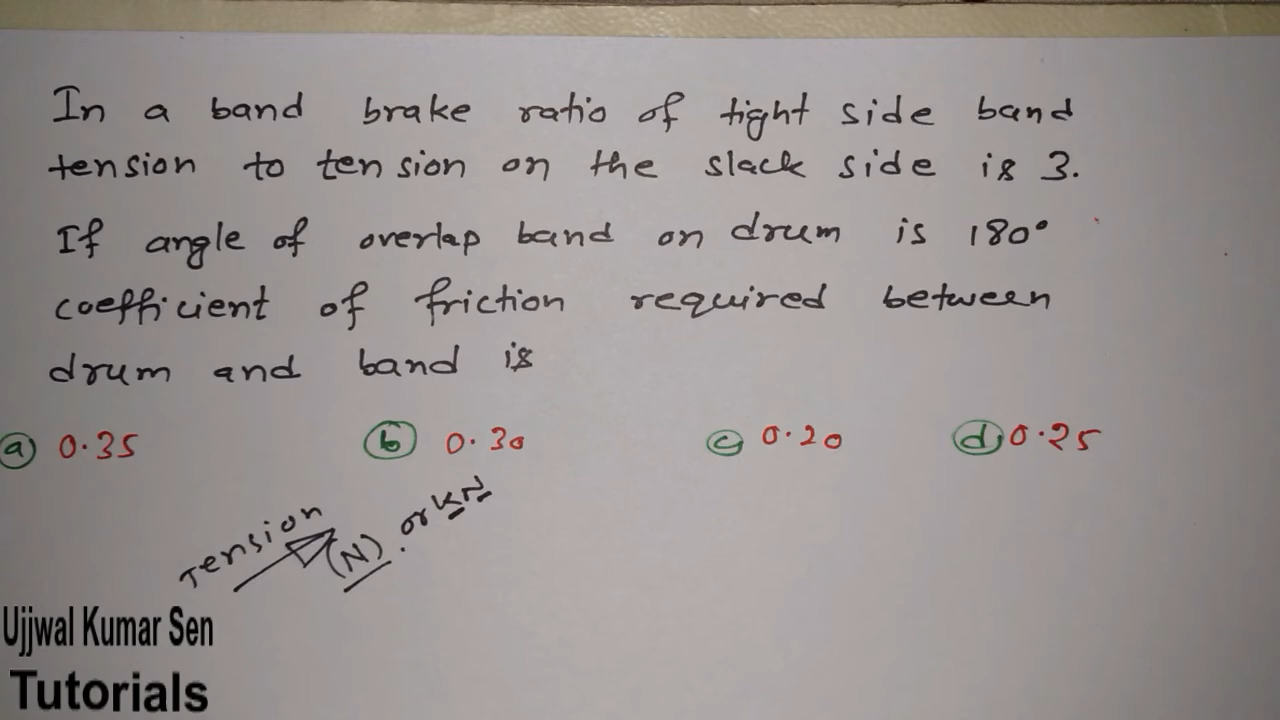 In a band brake ratio of tight side band
tension to tension on the slack side is 3.
If angle of overlap band on drum is 180°
coefficient of friction required between
drum and band is
a 0.35 b 0.30 c 0.20 d 0.25
Tension (N). or KN
Ujjwal Kumar Sen
Tutorials